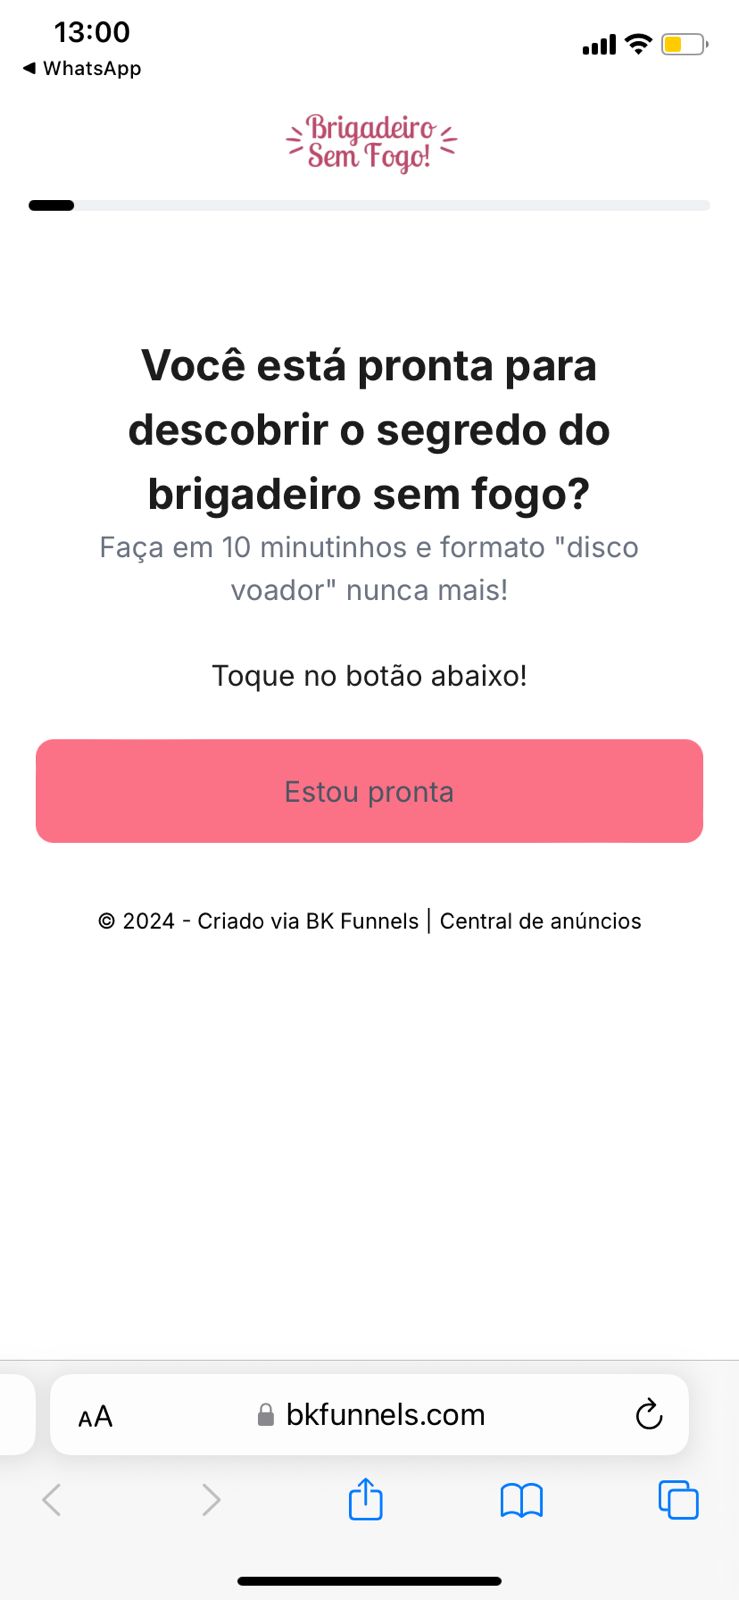 13:00
◀ WhatsApp
Brigadeiro
Sem Fogo!
Você está pronta para
descobrir o segredo do
brigadeiro sem fogo?
Faça em 10 minutinhos e formato "disco
voador" nunca mais!
Toque no botão abaixo!
Estou pronta
© 2024 - Criado via BK Funnels | Central de anúncios
AA bkfunnels.com